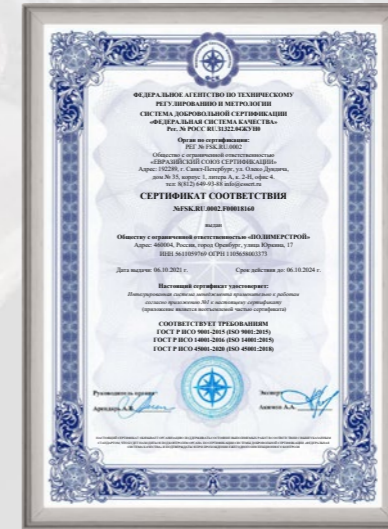 ФЕДЕРАЛЬНОЕ АГЕНТСТВО ПО ТЕХНИЧЕСКОМУ
РЕГУЛИРОВАНИЮ И МЕТРОЛОГИИ
СИСТЕМА ДОБРОВОЛЬНОЙ СЕРТИФИКАЦИИ
«ФЕДЕРАЛЬНАЯ СИСТЕМА КАЧЕСТВА»
Рег. № РОСС RU.31322.04ЖУН0
Орган по сертификации:
РЕГ № FSK.RU.0002
Общество с ограниченной ответственностью
«ЕВРАЗИЙСКИЙ СОЮЗ СЕРТИФИКАЦИИ»
Адрес: 192289, г. Санкт-Петербург, ул. Олеко Дундича,
дом № 35, корпус 1, литера А, к. 2-Н, офис 4.
тел: 8(812) 649-93-88
СЕРТИФИКАТ СООТВЕТСТВИЯ
№FSK.RU.0002.F00018160
выдан
Обществу с ограниченной ответственностью «ПОЛИМЕРСТРОЙ»
Адрес: 460004, Россия, город Оренбург, улица Юркина, 17
ИНН 5611059769 ОГРН 1105658003373
Дата выдачи: 06.10.2021 г. Срок действия до: 06.10.2024 г.
Настоящий сертификат удостоверяет:
Интегрированная система менеджмента применительно к работам
согласно приложению №1 к настоящему сертификату
(приложение является неотъемлемой частью сертификата)
СООТВЕТСТВУЕТ ТРЕБОВАНИЯМ
ГОСТ Р ИСО 9001-2015 (ISO 9001:2015)
ГОСТ Р ИСО 14001-2016 (ISO 14001:2015)
ГОСТ Р ИСО 45001-2020 (ISO 45001:2018)
Руководитель органа Эксперт